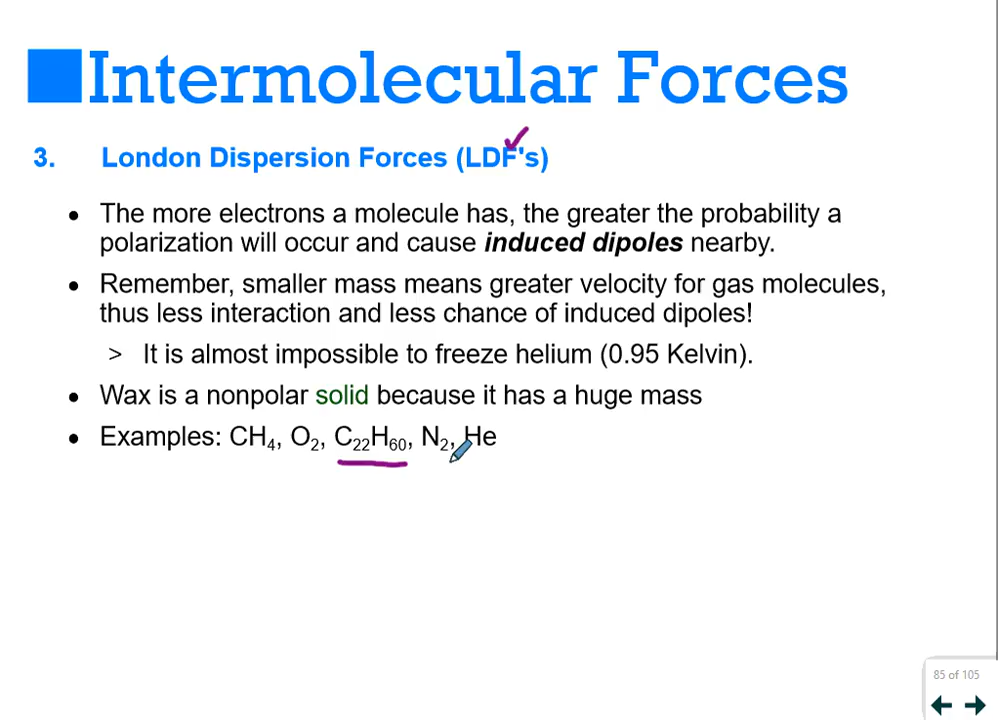 Intermolecular Forces
3. London Dispersion Forces (LDF's)
• The more electrons a molecule has, the greater the probability a
polarization will occur and cause induced dipoles nearby.
• Remember, smaller mass means greater velocity for gas molecules,
thus less interaction and less chance of induced dipoles!
> It is almost impossible to freeze helium (0.95 Kelvin).
• Wax is a nonpolar solid because it has a huge mass
• Examples: CH₄, O₂, C₂₂H₆₀, N₂, He
85 of 105